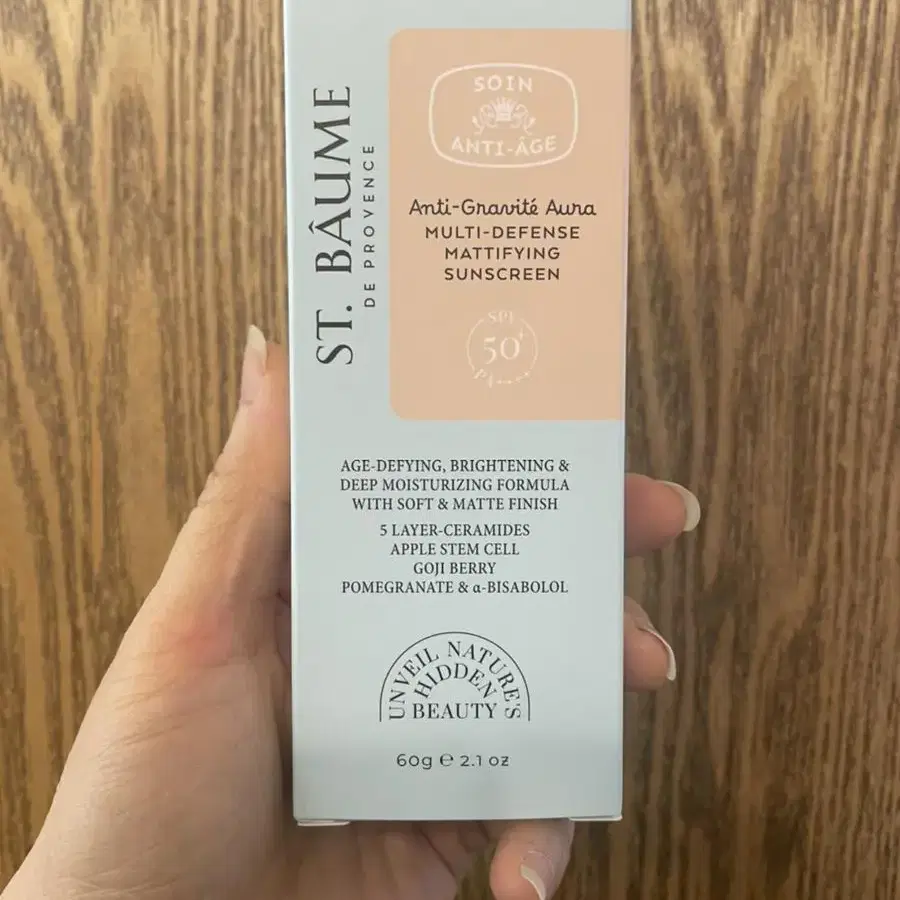 ST. BÂUME
DE PROVENCE
SOIN
ANTI-ÂGE
Anti-Gravité Aura
MULTI-DEFENSE
MATTIFYING
SUNSCREEN
SPF
50+
PA++++
AGE-DEFYING, BRIGHTENING &
DEEP MOISTURIZING FORMULA
WITH SOFT & MATTE FINISH
5 LAYER-CERAMIDES
APPLE STEM CELL
GOJI BERRY
POMEGRANATE & α-BISABOLOL
UNVEIL NATURE'S
HIDDEN
BEAUTY
60g ℮ 2.1 oz